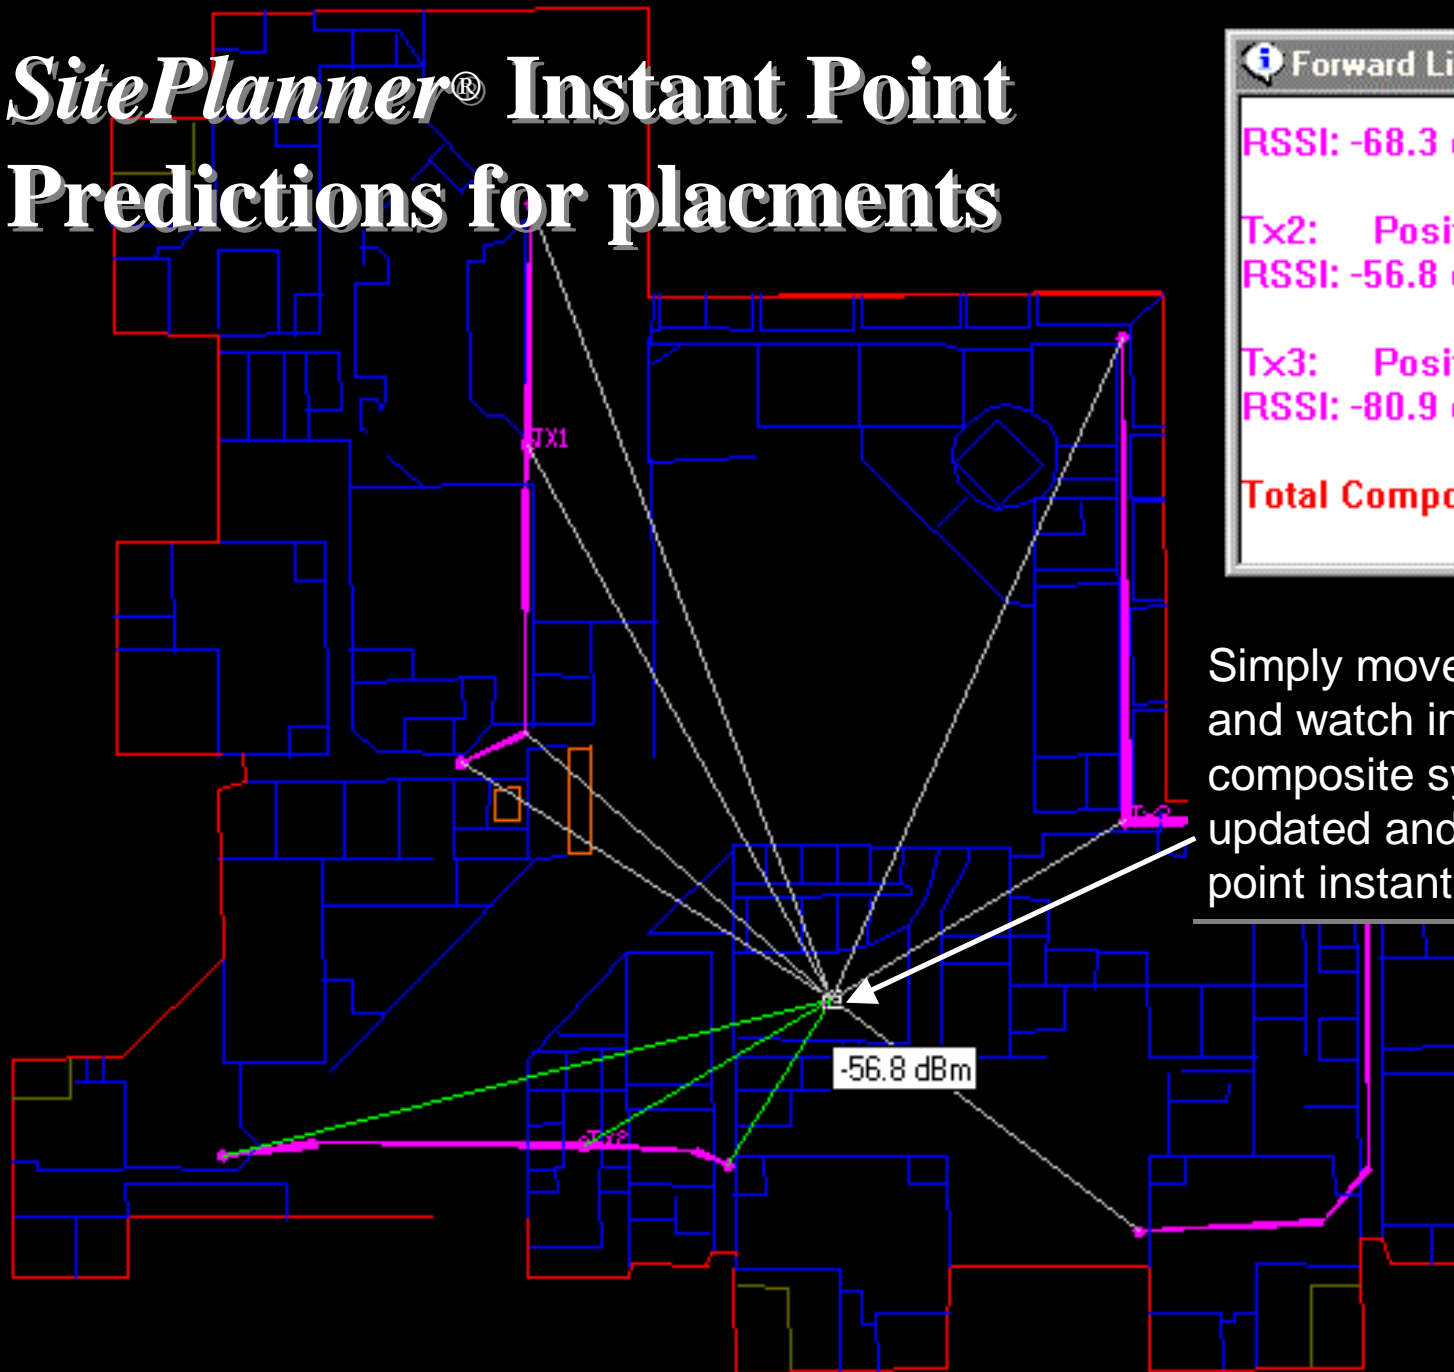 SitePlanner® Instant Point
Predictions for placments
Forward Li
RSSI: -68.3
Tx2: Posi
RSSI: -56.8
Tx3: Posi
RSSI: -80.9
Total Compo
TX1
Simply move
and watch in
composite sy
updated and
point instant
-56.8 dBm